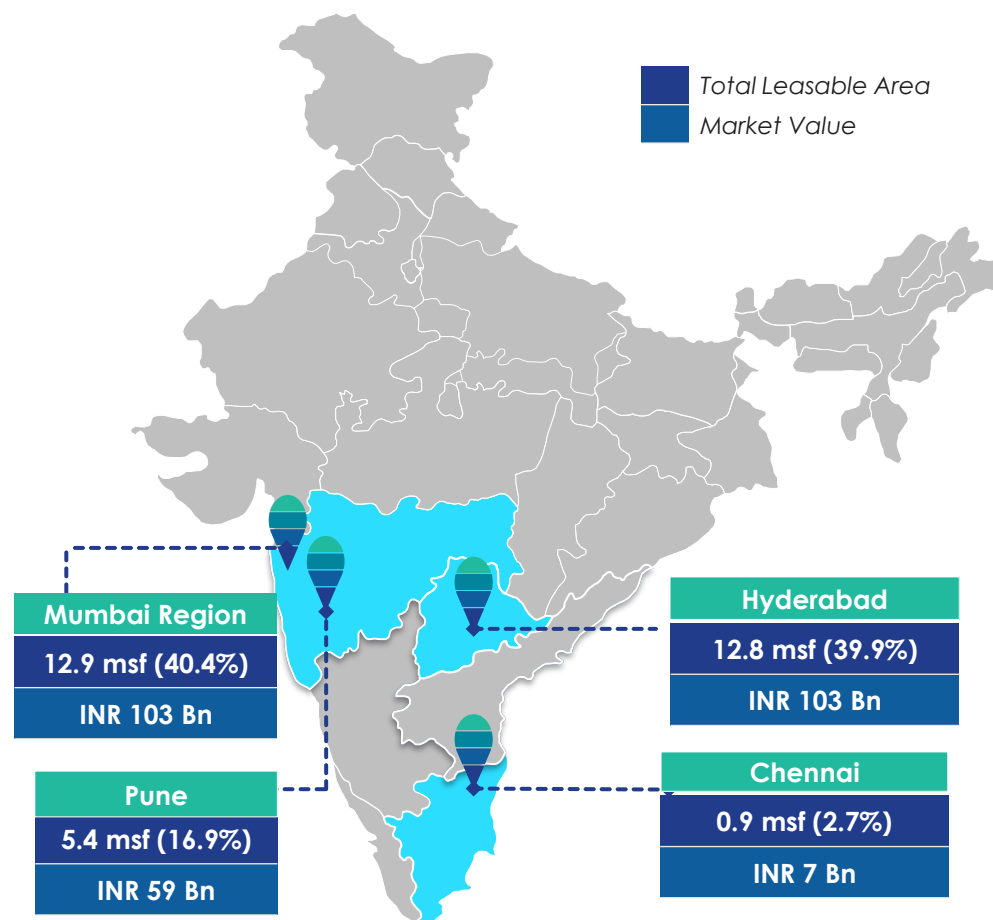 Total Leasable Area
Market Value
Mumbai Region
12.9 msf (40.4%)
INR 103 Bn
Hyderabad
12.8 msf (39.9%)
INR 103 Bn
Pune
5.4 msf (16.9%)
INR 59 Bn
Chennai
0.9 msf (2.7%)
INR 7 Bn